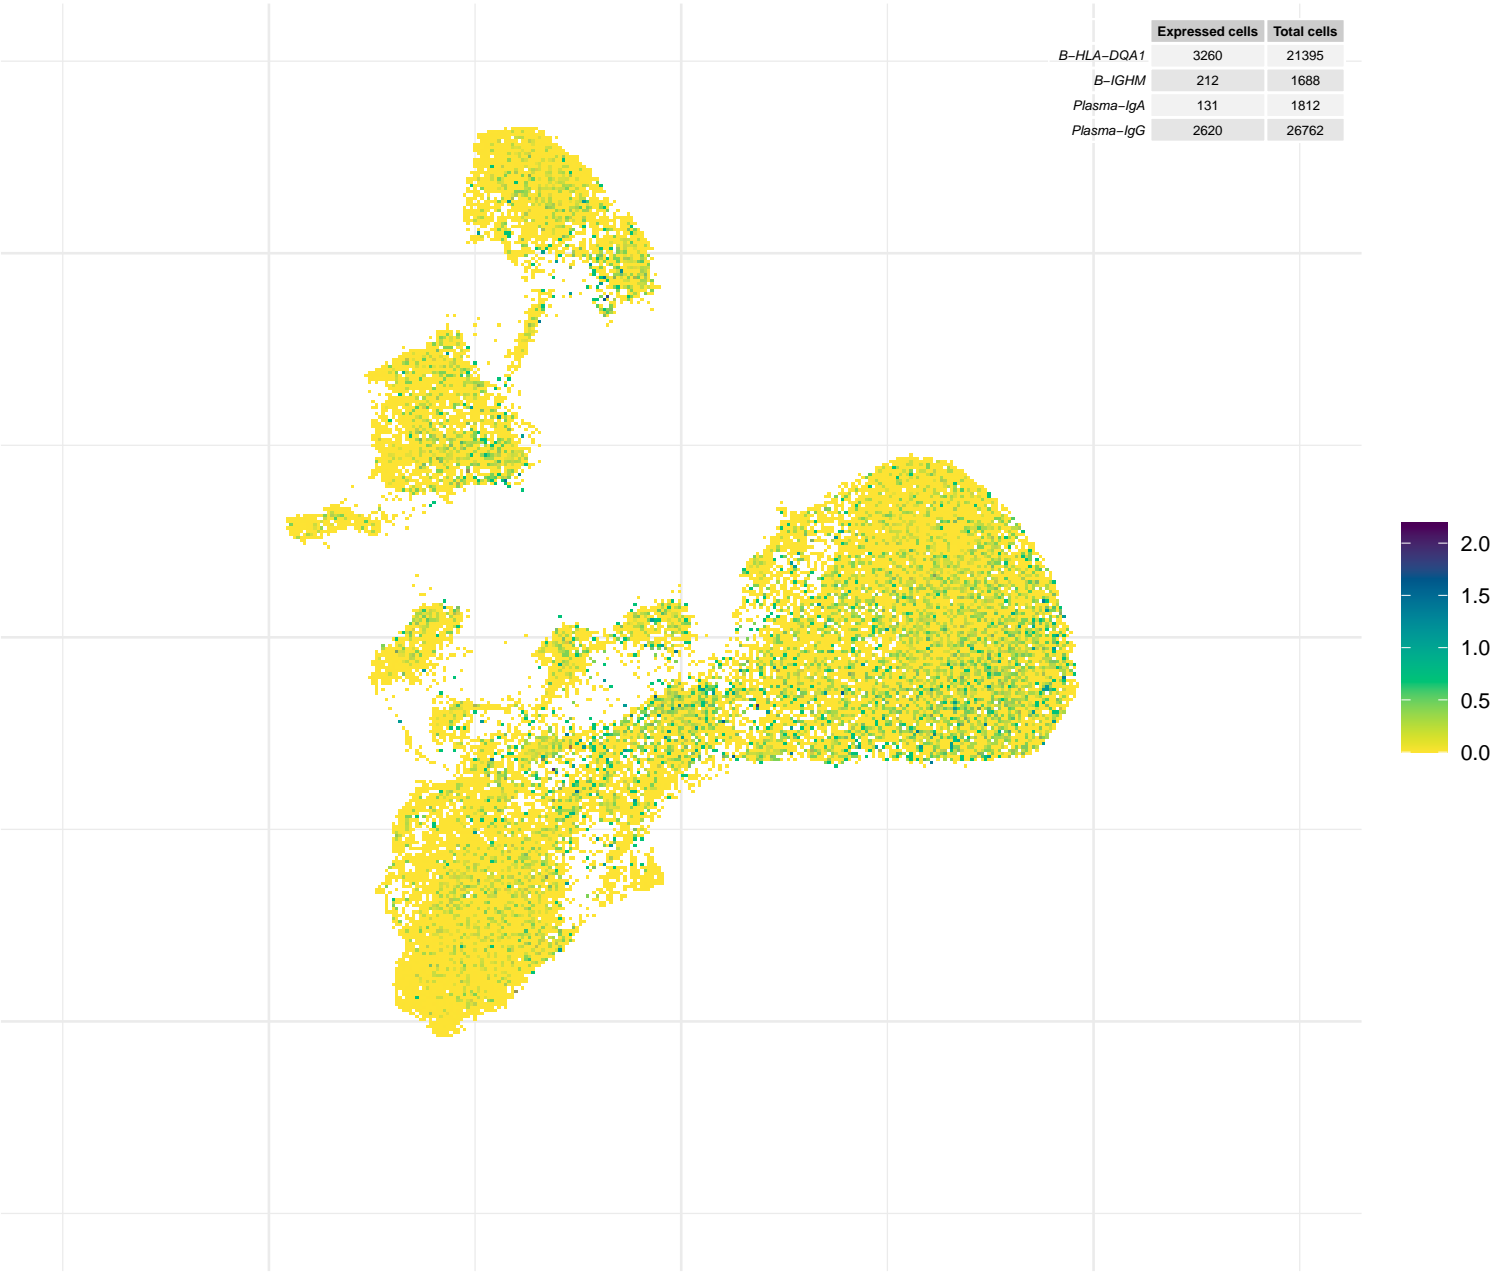 Expressed cells Total cells
B−HLA−DQA1 3260 21395
B−IGHM 212 1688
Plasma−IgA 131 1812
Plasma−IgG 2620 26762
2.0
1.5
1.0
0.5
0.0